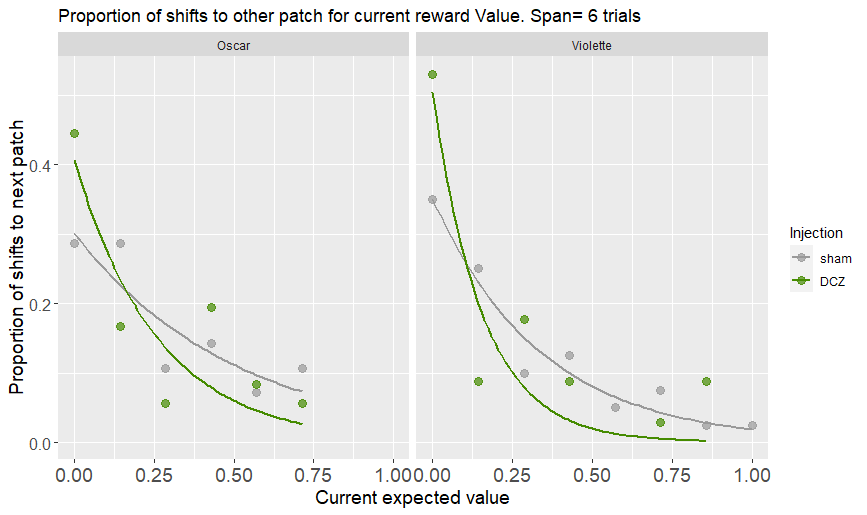 Proportion of shifts to other patch for current reward Value. Span= 6 trials
Oscar
Violette
Proportion of shifts to next patch
0.4
0.2
0.0
0.00 0.25 0.50 0.75 1.00
0.00 0.25 0.50 0.75 1.00
Current expected value
Injection
sham
DCZ